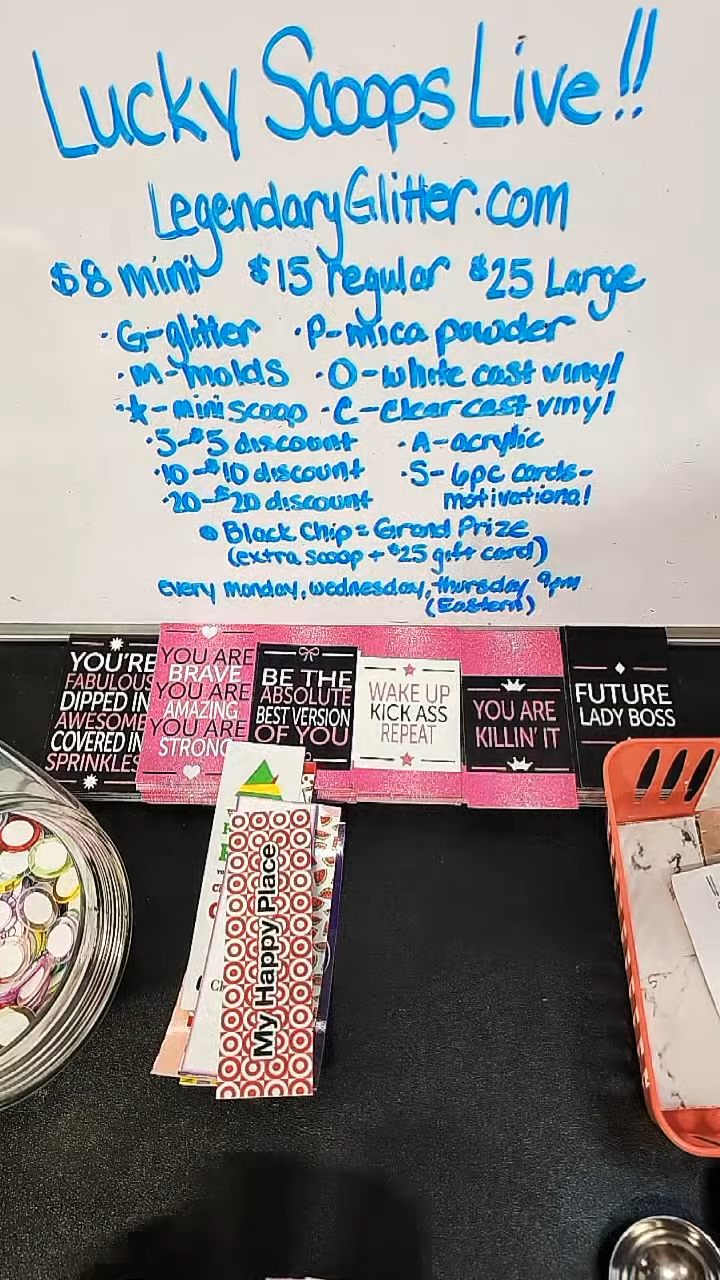 Lucky Scoops Live!!
LegendaryGlitter.com
$8 mini $15 regular $25 Large
·G-glitter ·P-mica powder
·M-molds ·O-white cast vinyl
·☆-mini scoop ·C-clear cast vinyl
·5-$5 discount ·A-acrylic
·10-$10 discount ·S-6pc cards-
·20-$20 discount motivational
Black Chip = Grand Prize
(extra scoop + $25 gift card)
every monday, wednesday, thursday 9pm
(Eastern)
YOU'RE
FABULOUS
DIPPED IN
AWESOME
COVERED IN
SPRINKLES
YOU ARE
BRAVE
YOU ARE
AMAZING
YOU ARE
STRONG
BE THE
ABSOLUTE
BEST VERSION
OF YOU
WAKE UP
KICK ASS
REPEAT
YOU ARE
KILLIN' IT
FUTURE
LADY BOSS
My Happy Place